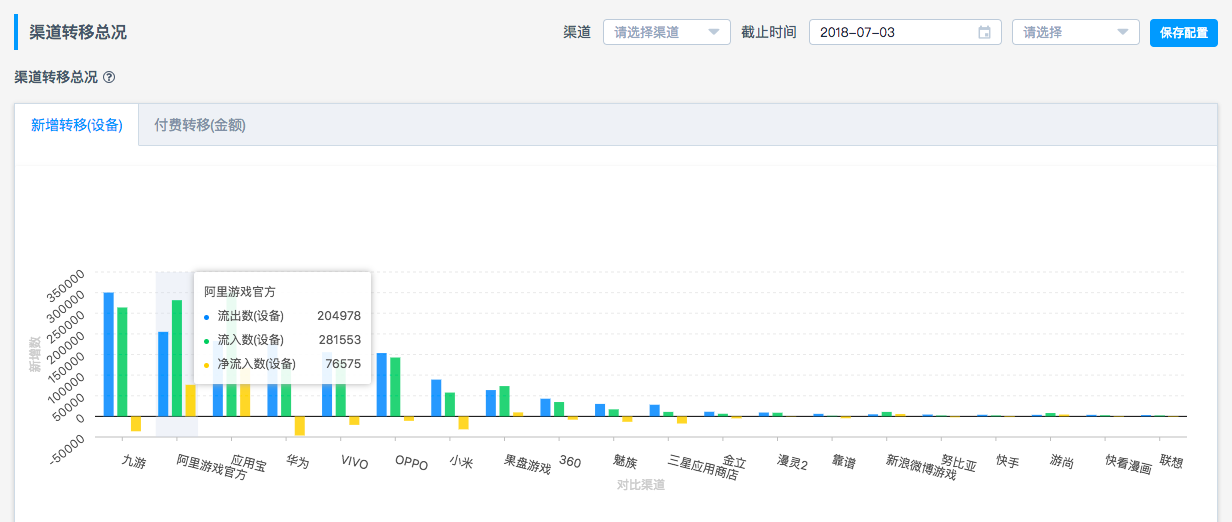 渠道转移总况
渠道 请选择渠道 截止时间 2018-07-03 请选择 保存配置
渠道转移总况 ?
新增转移(设备) 付费转移(金额)
350000
300000
250000
200000
150000
100000
50000
0
-50000
新增数
阿里游戏官方
流出数(设备) 204978
流入数(设备) 281553
净流入数(设备) 76575
九游 阿里游戏官方 应用宝 华为 VIVO OPPO 小米 果盘游戏 360 魅族 三星应用商店 金立 漫灵2 靠谱 新浪微博游戏 努比亚 快手 游尚 快看漫画 联想
对比渠道